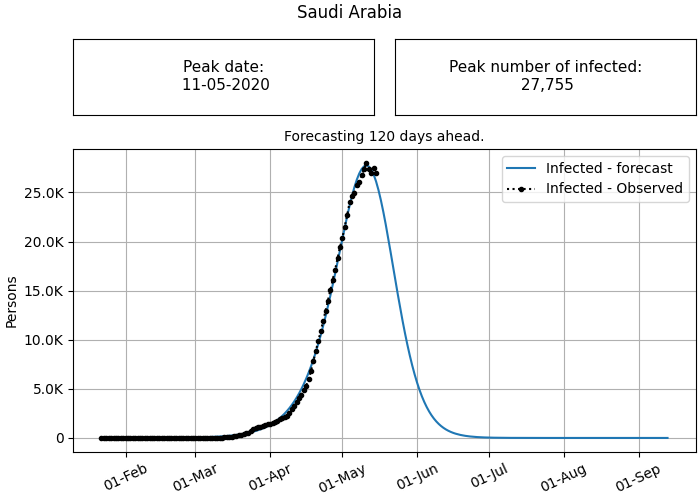 Saudi Arabia
Peak date:
11-05-2020
Peak number of infected:
27,755
Forecasting 120 days ahead.
Infected - forecast
Infected - Observed
25.0K
20.0K
15.0K
10.0K
5.0K
0
Persons
01-Feb
01-Mar
01-Apr
01-May
01-Jun
01-Jul
01-Aug
01-Sep